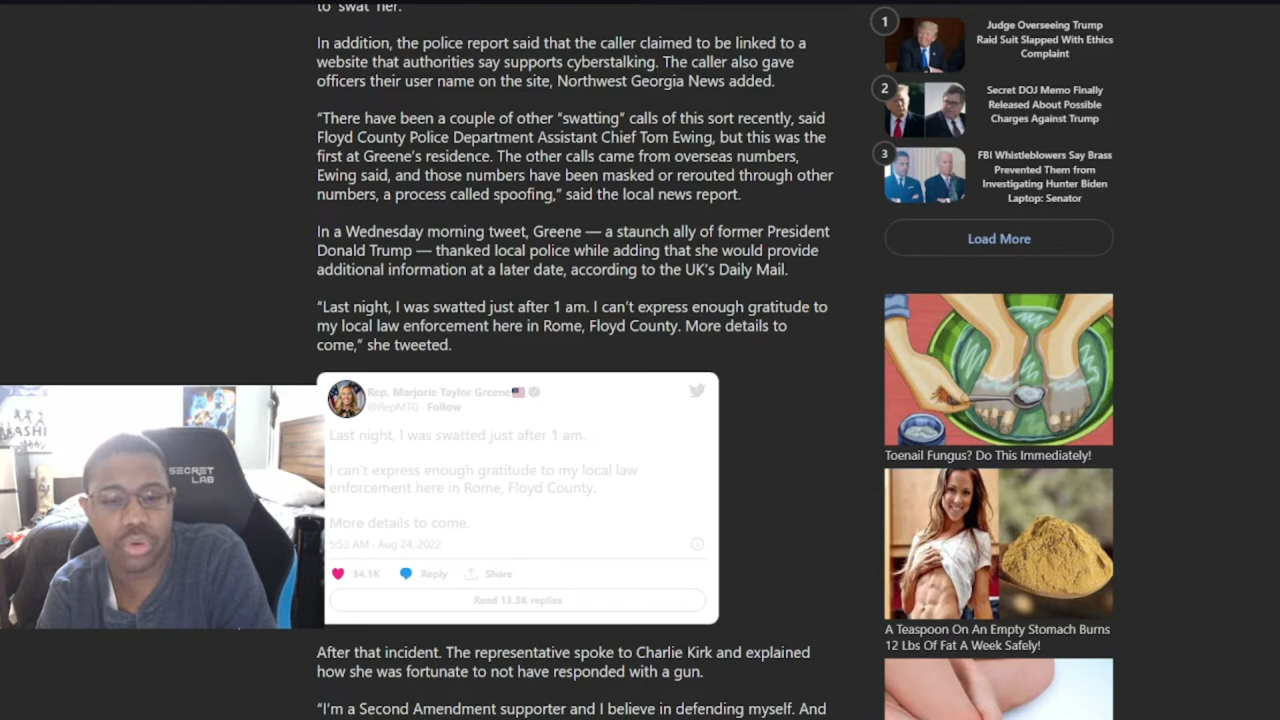 to 'swat' her.
In addition, the police report said that the caller claimed to be linked to a
website that authorities say supports cyberstalking. The caller also gave
officers their user name on the site, Northwest Georgia News added.
“There have been a couple of other “swatting” calls of this sort recently, said
Floyd County Police Department Assistant Chief Tom Ewing, but this was the
first at Greene’s residence. The other calls came from overseas numbers,
Ewing said, and those numbers have been masked or rerouted through other
numbers, a process called spoofing,” said the local news report.
In a Wednesday morning tweet, Greene — a staunch ally of former President
Donald Trump — thanked local police while adding that she would provide
additional information at a later date, according to the UK’s Daily Mail.
“Last night, I was swatted just after 1 am. I can’t express enough gratitude to
my local law enforcement here in Rome, Floyd County. More details to
come,” she tweeted.
Rep. Marjorie Taylor Greene
@RepMTG · Follow
Last night, I was swatted just after 1 am.
I can't express enough gratitude to my local law
enforcement here in Rome, Floyd County.
More details to come.
5:53 AM · Aug 24, 2022
34.1K Reply Share
Read 13.3K replies
After that incident. The representative spoke to Charlie Kirk and explained
how she was fortunate to not have responded with a gun.
“I’m a Second Amendment supporter and I believe in defending myself. And
1
Judge Overseeing Trump
Raid Suit Slapped With Ethics
Complaint
2
Secret DOJ Memo Finally
Released About Possible
Charges Against Trump
3
FBI Whistleblowers Say Brass
Prevented Them from
Investigating Hunter Biden
Laptop: Senator
Load More
Toenail Fungus? Do This Immediately!
A Teaspoon On An Empty Stomach Burns
12 Lbs Of Fat A Week Safely!
SECRET
LAB